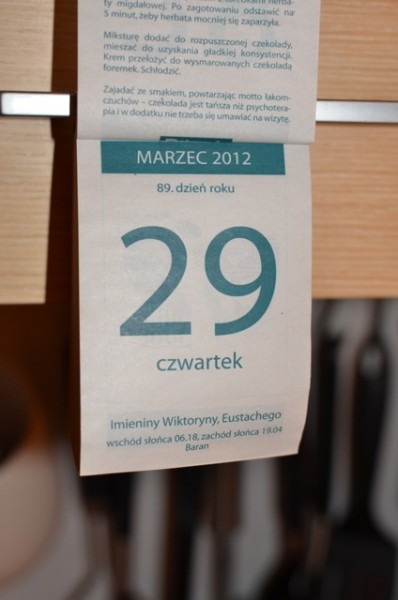 ty migdałowej. Po zagotowaniu odstawić na
5 minut, żeby herbata mocniej się zaparzyła.
Miksturę dodać do rozpuszczonej czekolady,
mieszać do uzyskania gładkiej konsystencji.
Krem przełożyć do wysmarowanych czekoladą
foremek. Schłodzić.
Zajadać ze smakiem, powtarzając motto łakom-
czuchów – czekolada jest tańsza niż psychotera-
pia i w dodatku nie trzeba się umawiać na wizytę.
MARZEC 2012
89. dzień roku
29
czwartek
Imieniny Wiktoryny, Eustachego
wschód słońca 06.18, zachód słońca 19.04
Baran